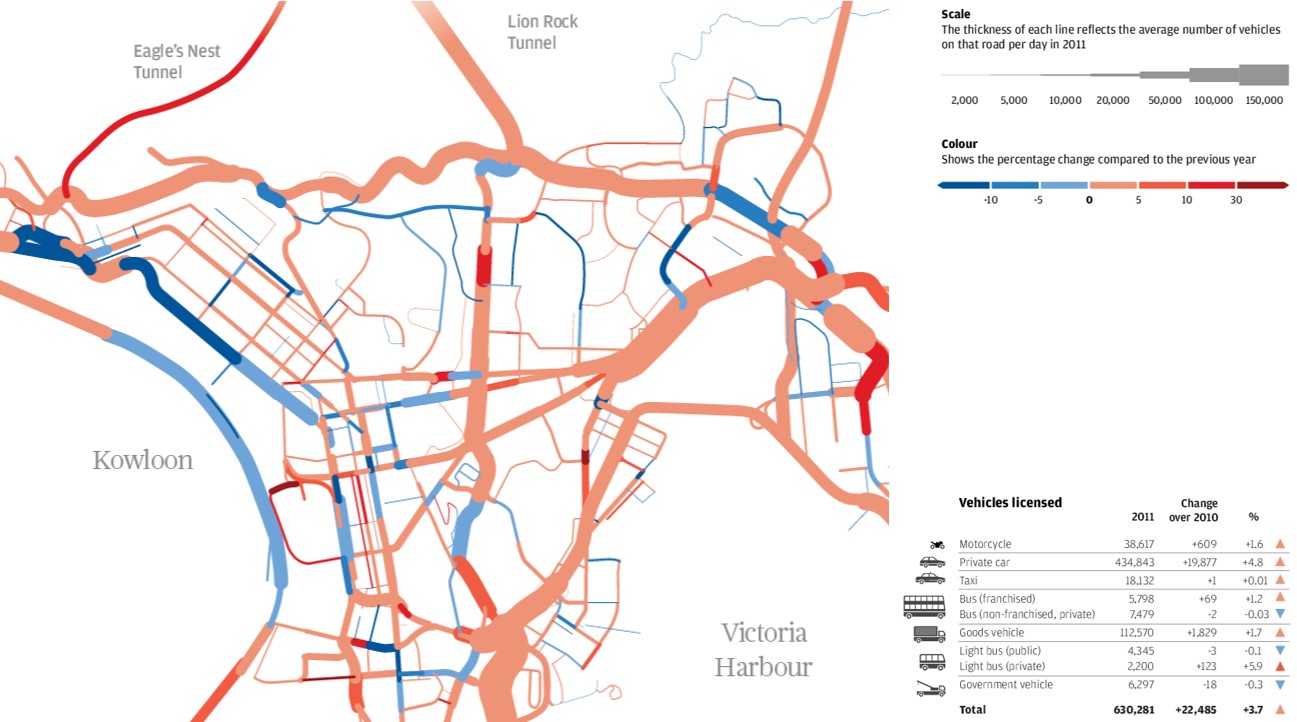 Eagle's Nest
Tunnel
Lion Rock
Tunnel
Kowloon
Victoria
Harbour
Scale
The thickness of each line reflects the average number of vehicles
on that road per day in 2011
2,000 5,000 10,000 20,000 50,000 100,000 150,000
Colour
Shows the percentage change compared to the previous year
-10 -5 0 5 10 30
Vehicles licensed 2011 Change over 2010 %
Motorcycle 38,617 +609 +1.6
Private car 434,843 +19,877 +4.8
Taxi 18,132 +1 +0.01
Bus (franchised) 5,798 +69 +1.2
Bus (non-franchised, private) 7,479 -2 -0.03
Goods vehicle 112,570 +1,829 +1.7
Light bus (public) 4,345 -3 -0.1
Light bus (private) 2,200 +123 +5.9
Government vehicle 6,297 -18 -0.3
Total 630,281 +22,485 +3.7